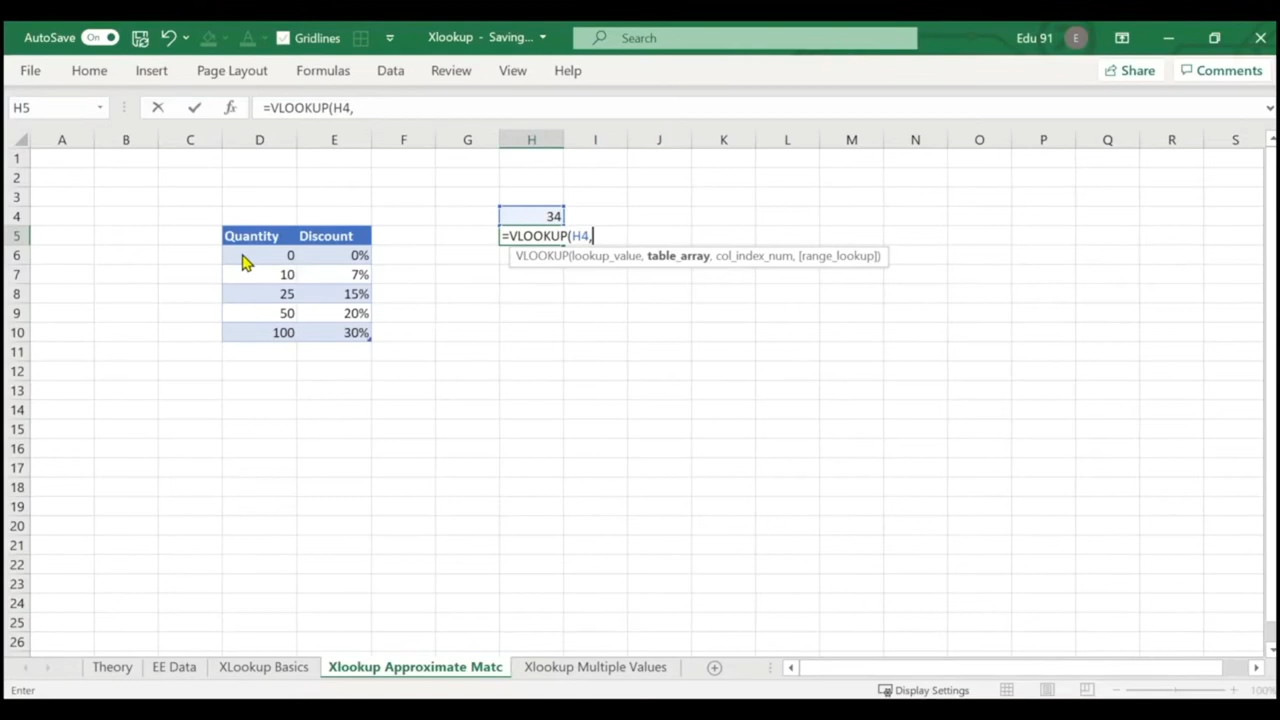 AutoSave On Gridlines Xlookup - Saving... Search Edu 91 E
File Home Insert Page Layout Formulas Data Review View Help Share Comments
H5 fx =VLOOKUP(H4,
A B C D E F G H I J K L M N O P Q R S
1
2
3
4 34
5 Quantity Discount =VLOOKUP(H4,
6 0 0% VLOOKUP(lookup_value, table_array, col_index_num, [range_lookup])
7 10 7%
8 25 15%
9 50 20%
10 100 30%
11
12
13
14
15
16
17
18
19
20
21
22
23
24
25
26
Theory EE Data XLookup Basics Xlookup Approximate Matc Xlookup Multiple Values
Enter Display Settings 100%